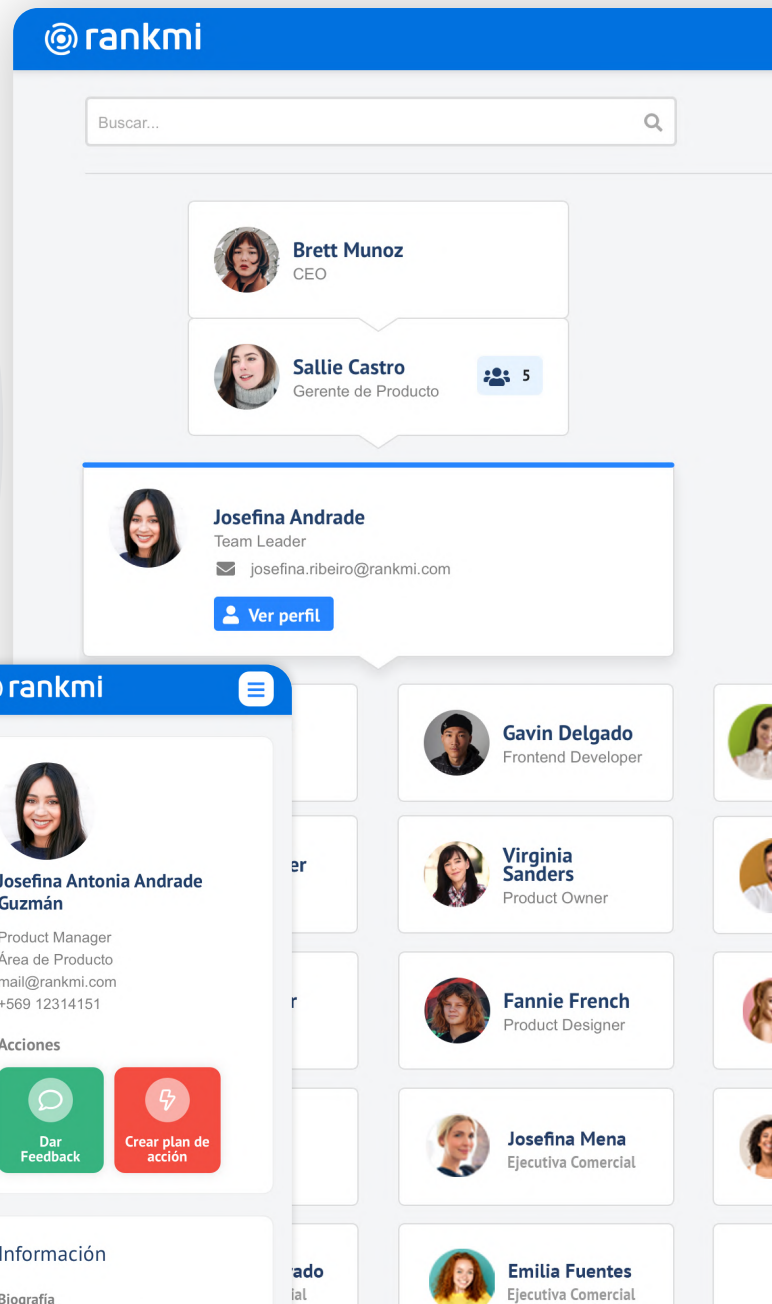 rankmi
Buscar...
Brett Munoz
CEO
Sallie Castro
Gerente de Producto
5
Josefina Andrade
Team Leader
josefina.ribeiro@rankmi.com
Ver perfil
rankmi
Josefina Antonia Andrade
Guzmán
Product Manager
Área de Producto
mail@rankmi.com
+569 12314151
Acciones
Dar
Feedback
Crear plan de
acción
Información
Biografía
Gavin Delgado
Frontend Developer
er
Virginia
Sanders
Product Owner
r
Fannie French
Product Designer
Josefina Mena
Ejecutiva Comercial
ado
ial
Emilia Fuentes
Ejecutiva Comercial